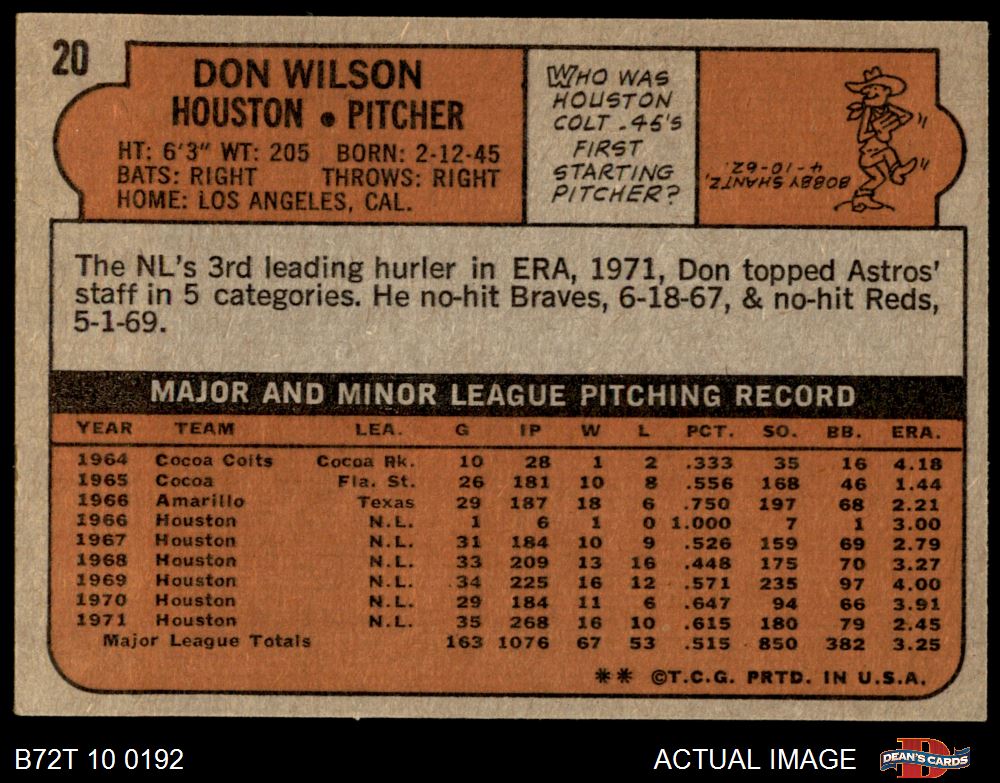 20
DON WILSON
HOUSTON • PITCHER
HT: 6'3" WT: 205 BORN: 2-12-45
BATS: RIGHT THROWS: RIGHT
HOME: LOS ANGELES, CAL.
WHO WAS
HOUSTON
COLT .45'S
FIRST
STARTING
PITCHER?
BOBBY SHANTZ,
4-10-62.
The NL's 3rd leading hurler in ERA, 1971, Don topped Astros'
staff in 5 categories. He no-hit Braves, 6-18-67, & no-hit Reds,
5-1-69.
MAJOR AND MINOR LEAGUE PITCHING RECORD
YEAR TEAM LEA. G IP W L PCT. SO. BB. ERA.
1964 Cocoa Colts Cocoa Rk. 10 28 1 2 .333 35 16 4.18
1965 Cocoa Fla. St. 26 181 10 8 .556 168 46 1.44
1966 Amarillo Texas 29 187 18 6 .750 197 68 2.21
1966 Houston N.L. 1 6 1 0 1.000 7 1 3.00
1967 Houston N.L. 31 184 10 9 .526 159 69 2.79
1968 Houston N.L. 33 209 13 16 .448 175 70 3.27
1969 Houston N.L. 34 225 16 12 .571 235 97 4.00
1970 Houston N.L. 29 184 11 6 .647 94 66 3.91
1971 Houston N.L. 35 268 16 10 .615 180 79 2.45
Major League Totals 163 1076 67 53 .515 850 382 3.25
** ©T.C.G. PRTD. IN U.S.A.
B72T 10 0192
ACTUAL IMAGE
DEAN'S CARDS